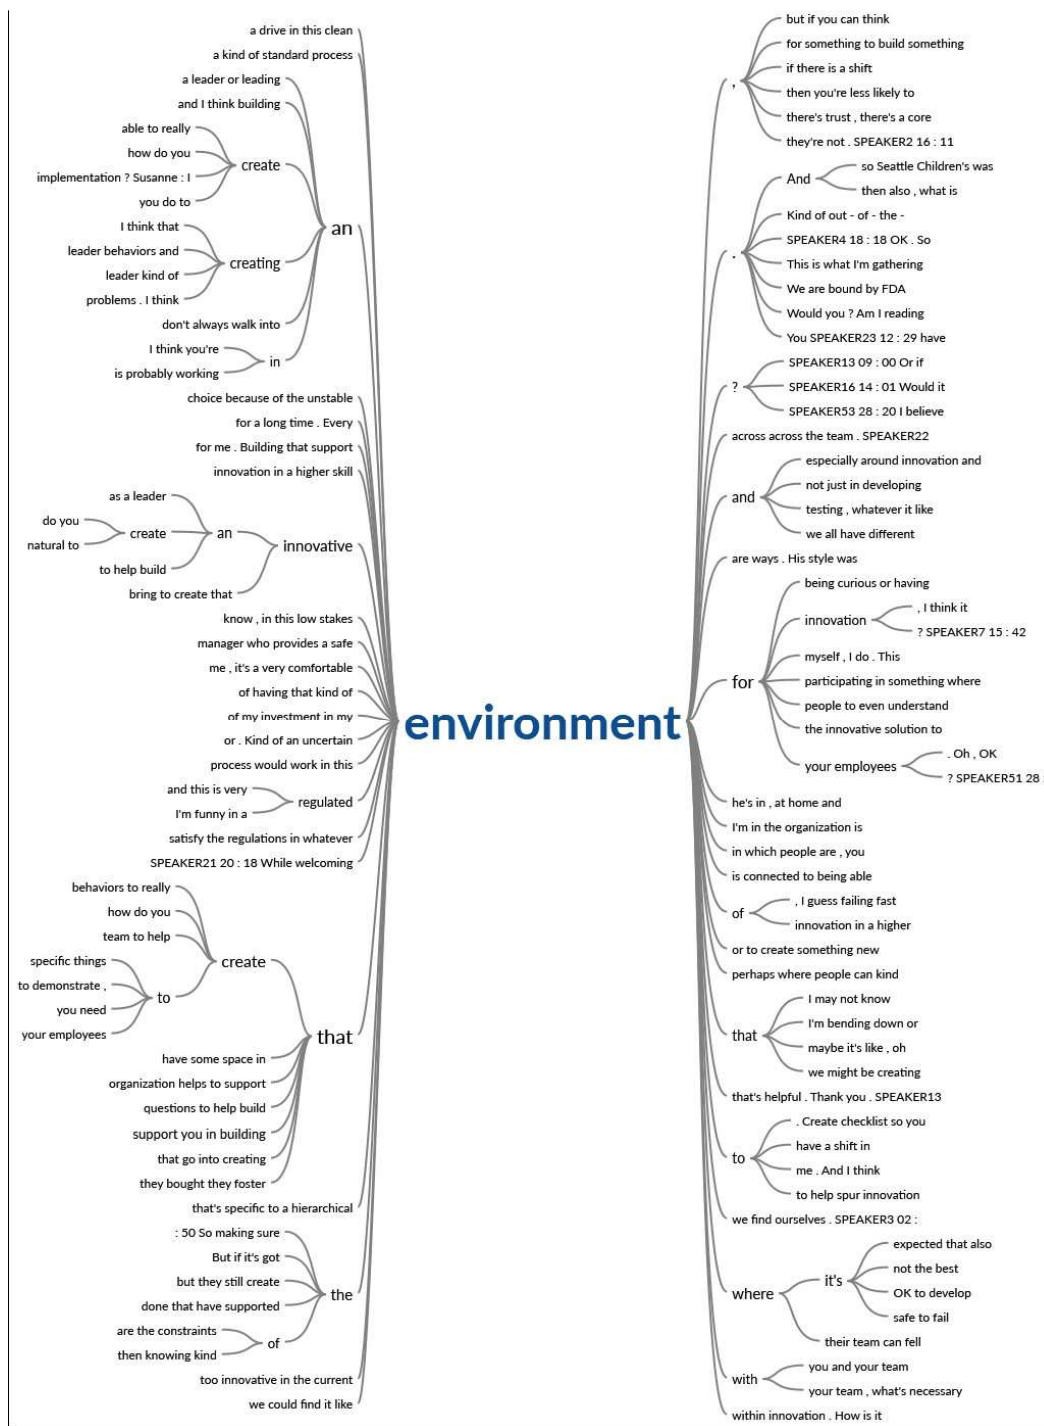 a drive in this clean
a kind of standard process
a leader or leading
and I think building
able to really
how do you
create
implementation ? Susanne : I
you do to
I think that
an
leader behaviors and
creating
leader kind of
problems . I think
don't always walk into
I think you're
in
is probably working
choice because of the unstable
for a long time . Every
for me . Building that support
innovation in a higher skill
as a leader
do you
create
an
natural to
innovative
to help build
bring to create that
know , in this low stakes
manager who provides a safe
me , it's a very comfortable
of having that kind of
of my investment in my
or . Kind of an uncertain
process would work in this
and this is very
regulated
I'm funny in a
satisfy the regulations in whatever
SPEAKER21 20 : 18 While welcoming
behaviors to really
how do you
team to help
specific things
create
to demonstrate ,
to
you need
your employees
that
have some space in
organization helps to support
questions to help build
support you in building
that go into creating
they bought they foster
that's specific to a hierarchical
: 50 So making sure
But if it's got
but they still create
the
done that have supported
are the constraints
of
then knowing kind
too innovative in the current
we could find it like
environment
but if you can think
for something to build something
if there is a shift
,
then you're less likely to
there's trust , there's a core
they're not . SPEAKER2 16 : 11
so Seattle Children's was
And
then also , what is
Kind of out - of - the -
SPEAKER4 18 : 18 OK . So
.
This is what I'm gathering
We are bound by FDA
Would you ? Am I reading
You SPEAKER23 12 : 29 have
SPEAKER13 09 : 00 Or if
?
SPEAKER16 14 : 01 Would it
SPEAKER53 28 : 20 I believe
across across the team . SPEAKER22
especially around innovation and
not just in developing
and
testing , whatever it like
we all have different
are ways . His style was
being curious or having
, I think it
innovation
? SPEAKER7 15 : 42
myself , I do . This
for
participating in something where
people to even understand
the innovative solution to
. Oh , OK
your employees
? SPEAKER51 28
he's in , at home and
I'm in the organization is
in which people are , you
is connected to being able
, I guess failing fast
of
innovation in a higher
or to create something new
perhaps where people can kind
I may not know
I'm bending down or
that
maybe it's like , oh
we might be creating
that's helpful . Thank you . SPEAKER13
. Create checklist so you
have a shift in
to
me . And I think
to help spur innovation
we find ourselves . SPEAKER3 02 :
expected that also
not the best
it's
where
OK to develop
safe to fail
their team can fell
you and your team
with
your team , what's necessary
within innovation . How is it